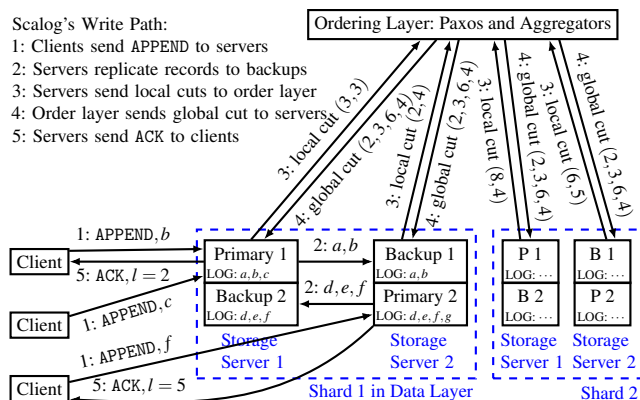 Scalog's Write Path:
1: Clients send APPEND to servers
2: Servers replicate records to backups
3: Servers send local cuts to order layer
4: Order layer sends global cut to servers
5: Servers send ACK to clients
Ordering Layer: Paxos and Aggregators
3: local cut (3,3)
4: global cut (2,3,6,4)
3: local cut (2,4)
4: global cut (2,3,6,4)
3: local cut (8,4)
4: global cut (2,3,6,4)
3: local cut (6,5)
4: global cut (2,3,6,4)
Client
1: APPEND,b
5: ACK,l = 2
Client
1: APPEND,c
Client
1: APPEND,f
5: ACK,l = 5
Primary 1
LOG: a,b,c
Backup 2
LOG: d,e,f
Storage
Server 1
2: a,b
2: d,e,f
Backup 1
LOG: a,b
Primary 2
LOG: d,e,f,g
Storage
Server 2
Shard 1 in Data Layer
P 1
LOG: ···
B 2
LOG: ···
Storage
Server 1
B 1
LOG: ···
P 2
LOG: ···
Storage
Server 2
Shard 2